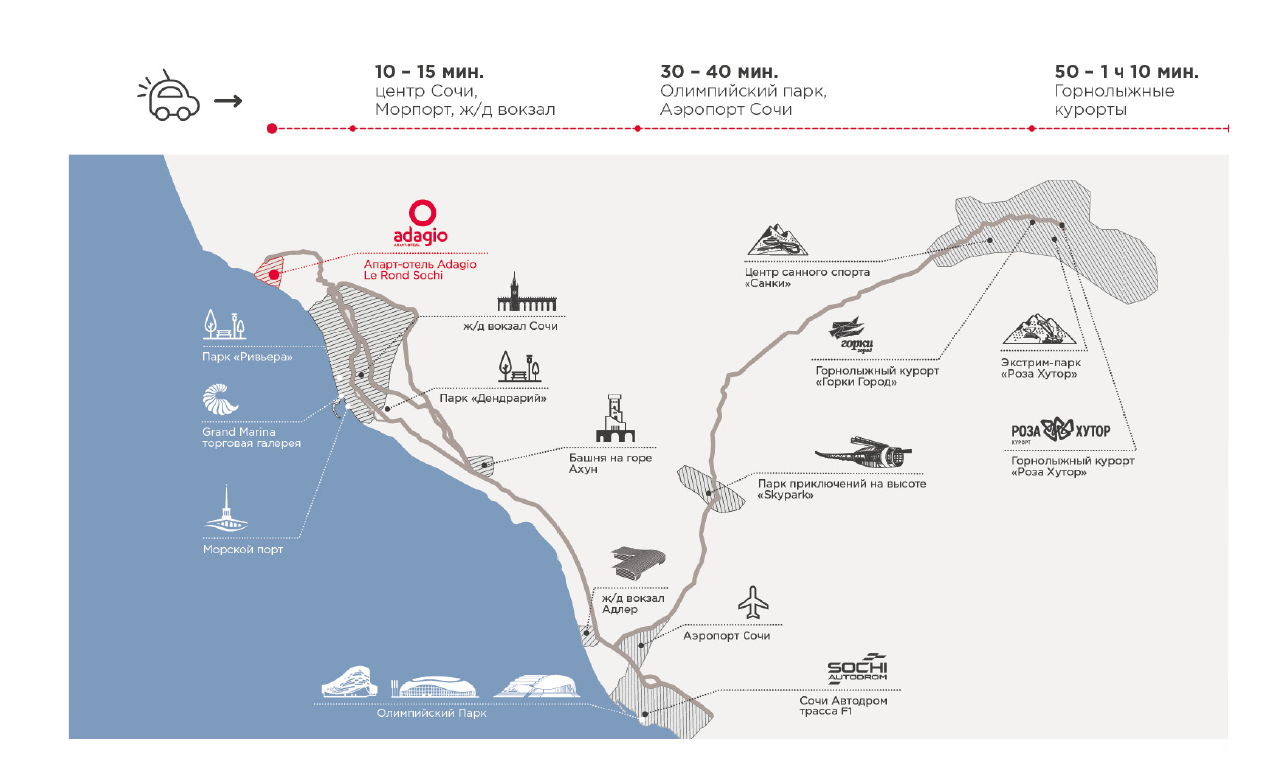 10 – 15 мин.
центр Сочи,
Морпорт, ж/д вокзал
30 – 40 мин.
Олимпийский парк,
Аэропорт Сочи
50 – 1 ч 10 мин.
Горнолыжные
курорты
adagio
АПАРТ-ОТЕЛЬ
Апарт-отель Adagio
Le Rond Sochi
ж/д вокзал Сочи
Парк «Ривьера»
Парк «Дендрарий»
Grand Marina
торговая галерея
Башня на горе
Ахун
Морской порт
Центр санного спорта
«Санки»
горки
город
Горнолыжный курорт
«Горки Город»
Экстрим-парк
«Роза Хутор»
РОЗА ХУТОР
КУРОРТ
Горнолыжный курорт
«Роза Хутор»
Парк приключений на высоте
«Skypark»
ж/д вокзал
Адлер
Аэропорт Сочи
SOCHI
AUTODROM
Сочи Автодром
трасса F1
Олимпийский Парк